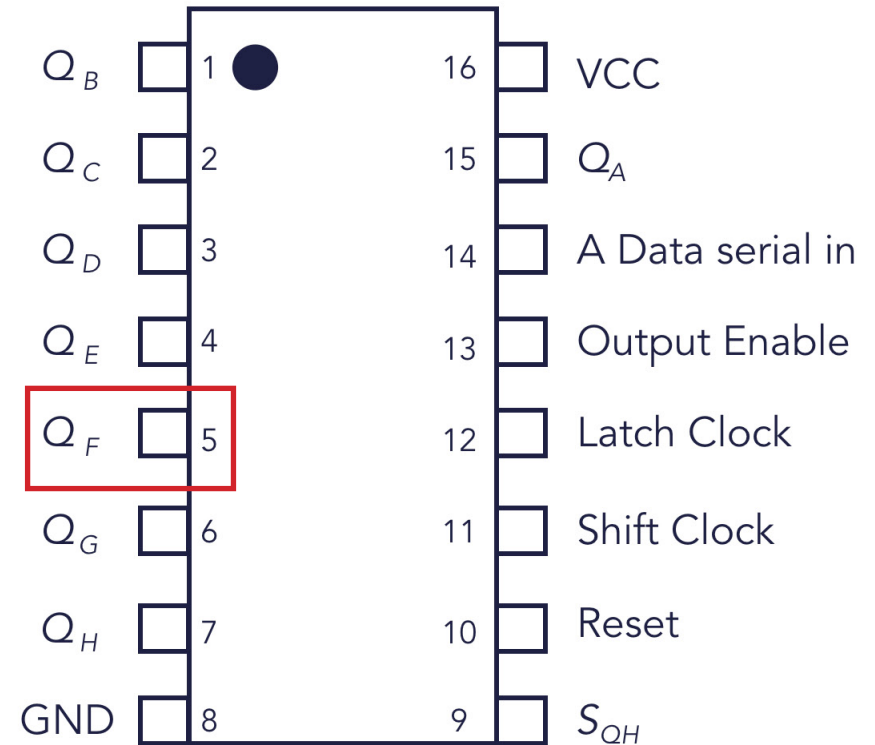 Q B 1 16 VCC
Q C 2 15 QA
Q D 3 14 A Data serial in
Q E 4 13 Output Enable
Q F 5 12 Latch Clock
Q G 6 11 Shift Clock
Q H 7 10 Reset
GND 8 9 SQH